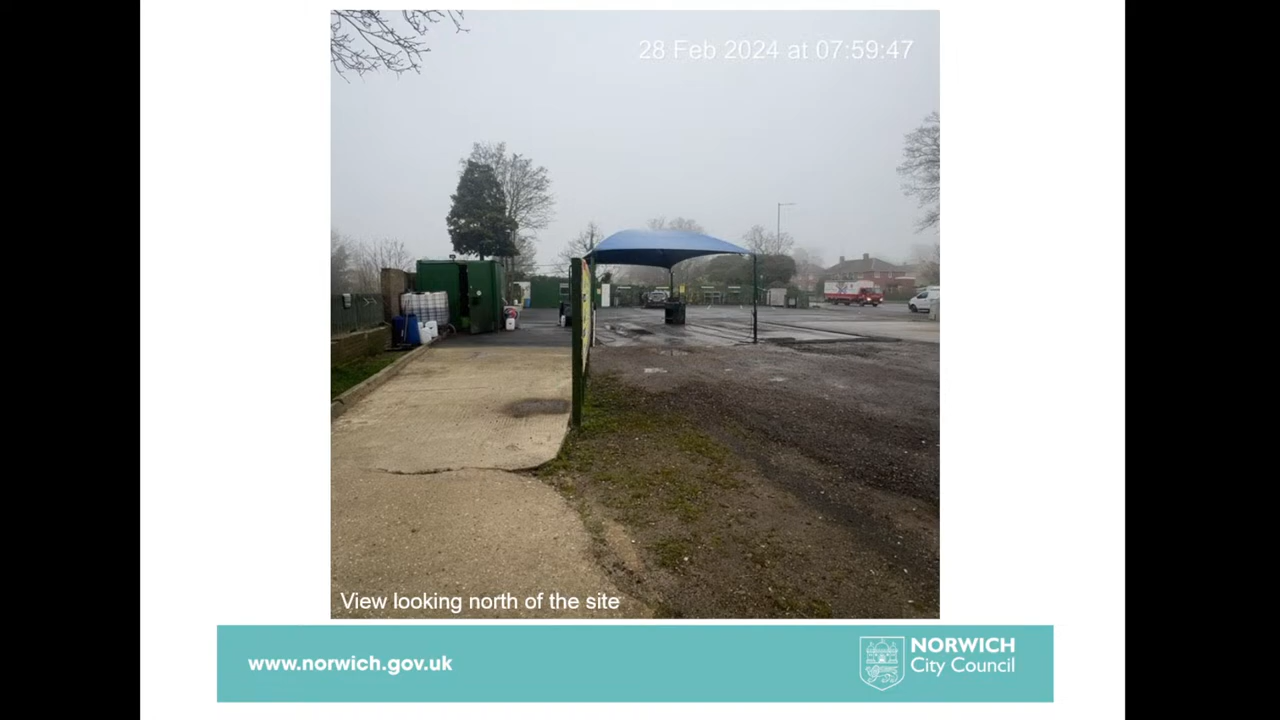 28 Feb 2024 at 07:59:47
View looking north of the site
www.norwich.gov.uk
NORWICH
City Council